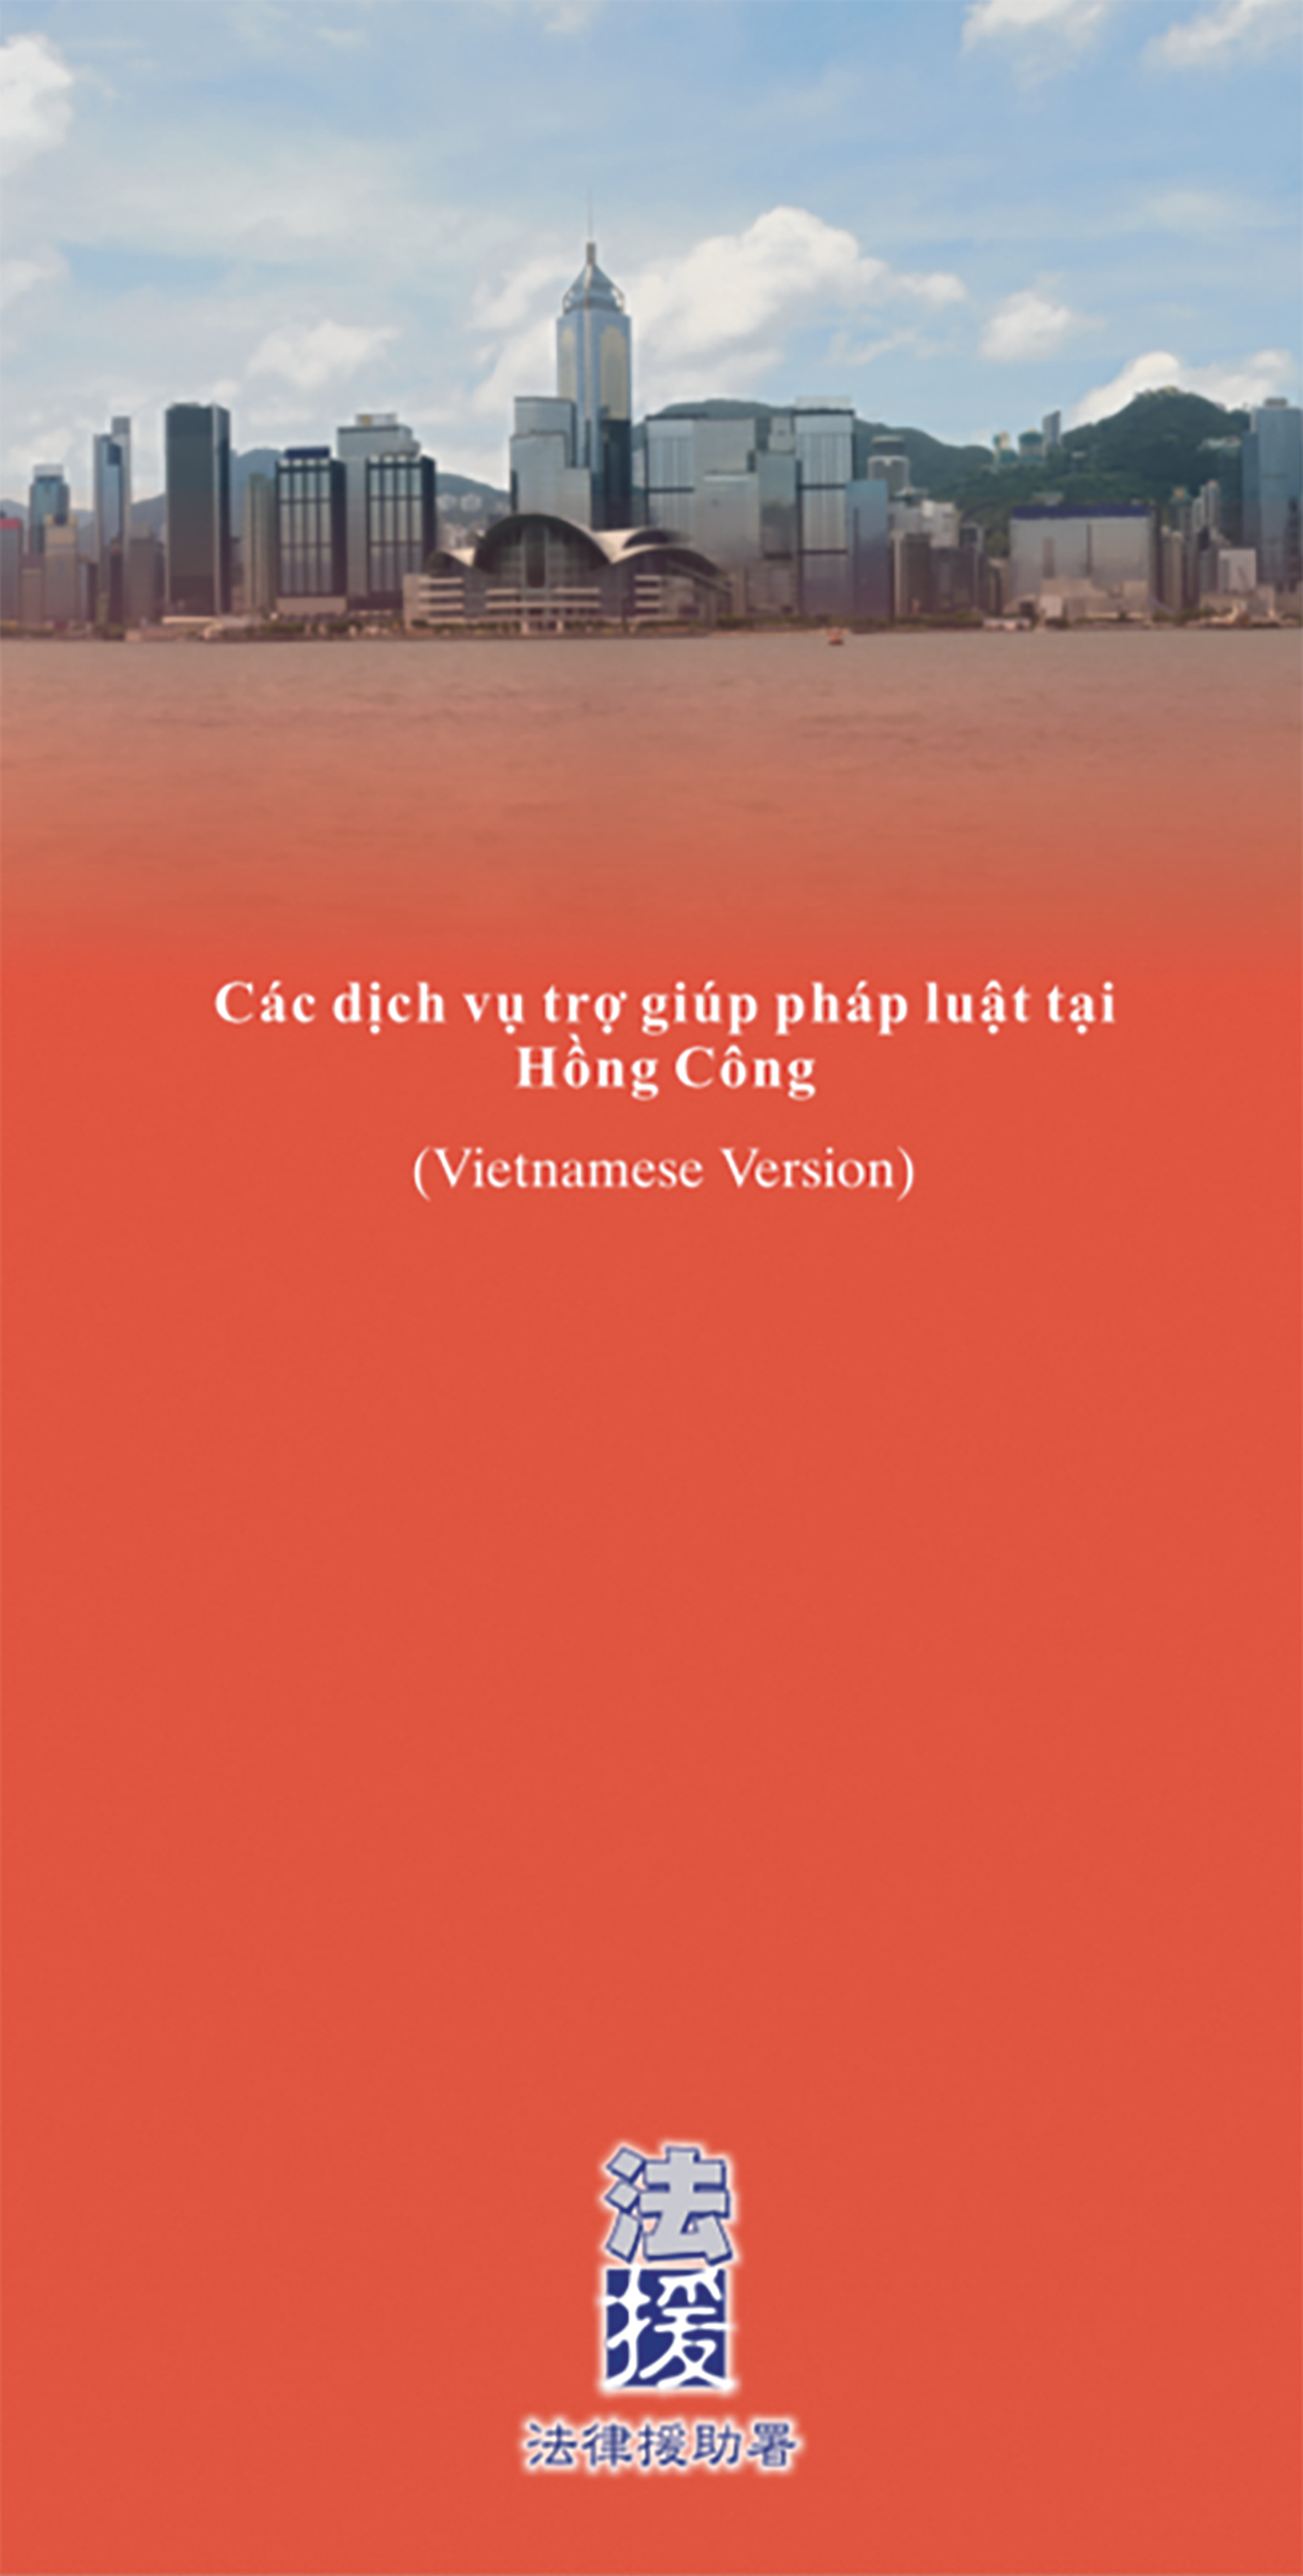 Các dịch vụ trợ giúp pháp luật tại
Hồng Công
(Vietnamese Version)
法
援
法律援助署